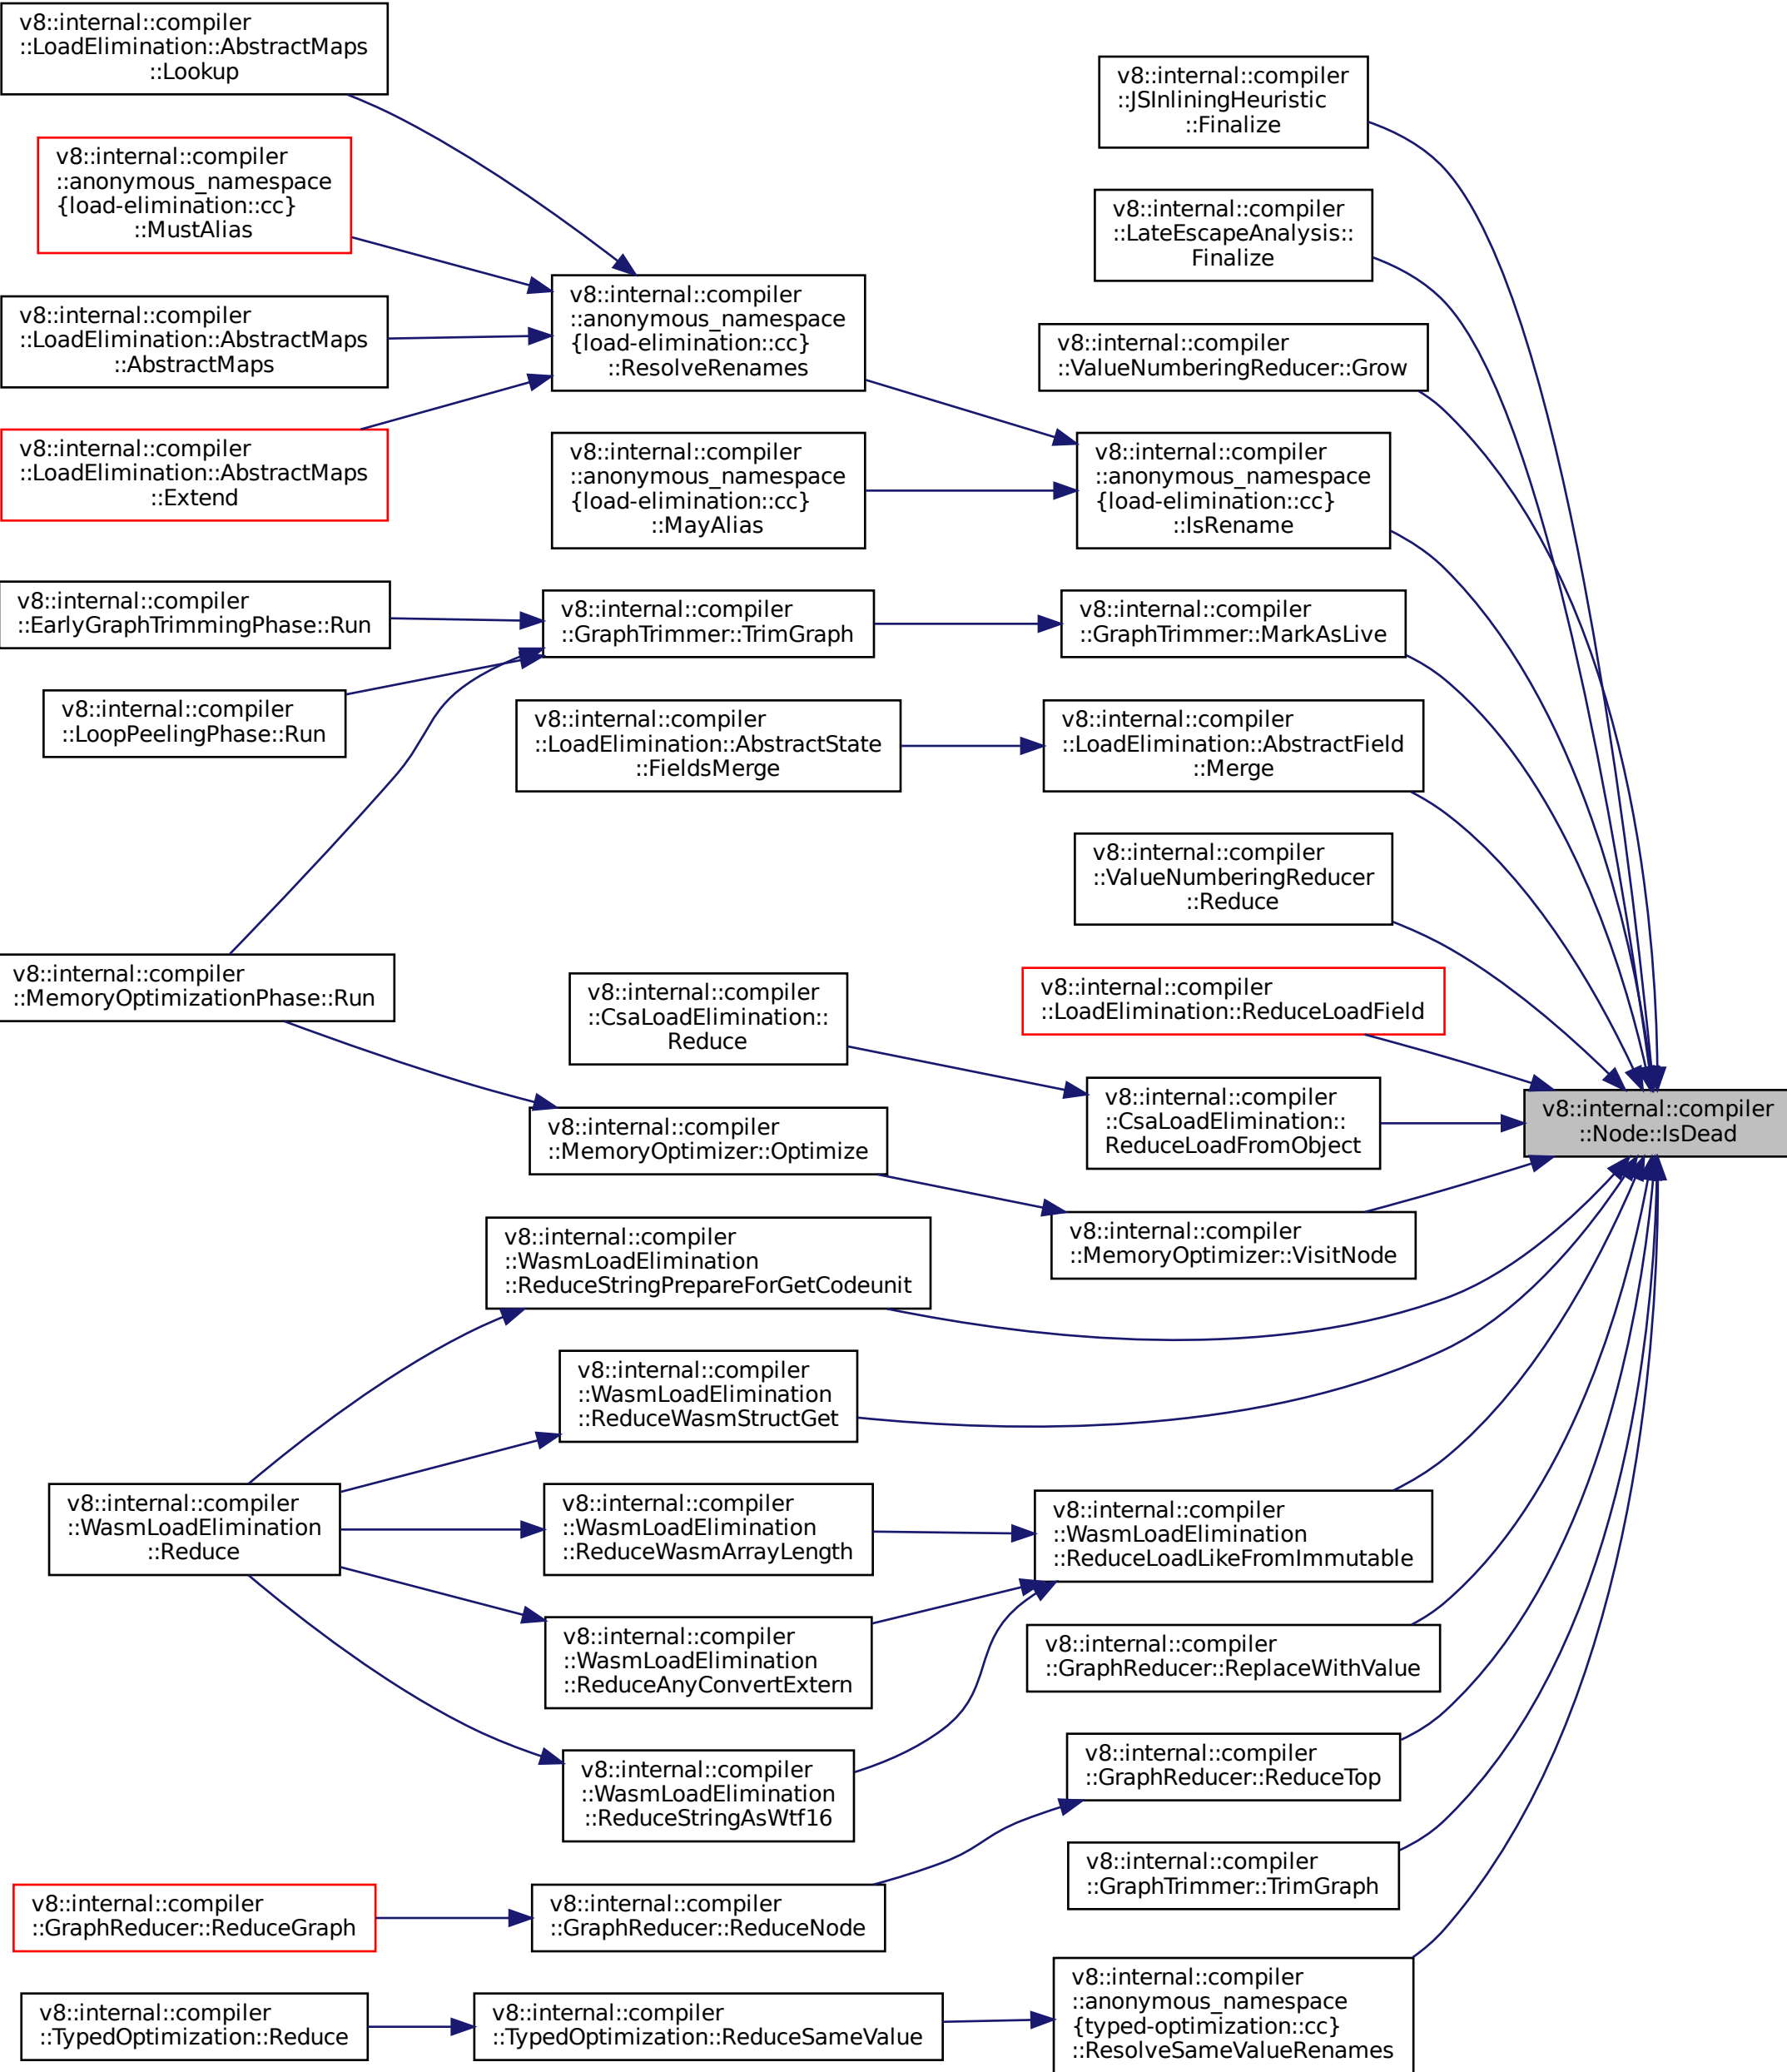 v8::internal::compiler
::LoadElimination::AbstractMaps
::Lookup
v8::internal::compiler
::anonymous_namespace
{load-elimination::cc}
::MustAlias
v8::internal::compiler
::LoadElimination::AbstractMaps
::AbstractMaps
v8::internal::compiler
::LoadElimination::AbstractMaps
::Extend
v8::internal::compiler
::EarlyGraphTrimmingPhase::Run
v8::internal::compiler
::LoopPeelingPhase::Run
v8::internal::compiler
::MemoryOptimizationPhase::Run
v8::internal::compiler
::WasmLoadElimination
::Reduce
v8::internal::compiler
::GraphReducer::ReduceGraph
v8::internal::compiler
::TypedOptimization::Reduce
v8::internal::compiler
::anonymous_namespace
{load-elimination::cc}
::ResolveRenames
v8::internal::compiler
::anonymous_namespace
{load-elimination::cc}
::MayAlias
v8::internal::compiler
::GraphTrimmer::TrimGraph
v8::internal::compiler
::LoadElimination::AbstractState
::FieldsMerge
v8::internal::compiler
::CsaLoadElimination::
Reduce
v8::internal::compiler
::MemoryOptimizer::Optimize
v8::internal::compiler
::WasmLoadElimination
::ReduceStringPrepareForGetCodeunit
v8::internal::compiler
::WasmLoadElimination
::ReduceWasmStructGet
v8::internal::compiler
::WasmLoadElimination
::ReduceWasmArrayLength
v8::internal::compiler
::WasmLoadElimination
::ReduceAnyConvertExtern
v8::internal::compiler
::WasmLoadElimination
::ReduceStringAsWtf16
v8::internal::compiler
::GraphReducer::ReduceNode
v8::internal::compiler
::TypedOptimization::ReduceSameValue
v8::internal::compiler
::JSInliningHeuristic
::Finalize
v8::internal::compiler
::LateEscapeAnalysis::
Finalize
v8::internal::compiler
::ValueNumberingReducer::Grow
v8::internal::compiler
::anonymous_namespace
{load-elimination::cc}
::IsRename
v8::internal::compiler
::GraphTrimmer::MarkAsLive
v8::internal::compiler
::LoadElimination::AbstractField
::Merge
v8::internal::compiler
::ValueNumberingReducer
::Reduce
v8::internal::compiler
::LoadElimination::ReduceLoadField
v8::internal::compiler
::CsaLoadElimination::
ReduceLoadFromObject
v8::internal::compiler
::MemoryOptimizer::VisitNode
v8::internal::compiler
::WasmLoadElimination
::ReduceLoadLikeFromImmutable
v8::internal::compiler
::GraphReducer::ReplaceWithValue
v8::internal::compiler
::GraphReducer::ReduceTop
v8::internal::compiler
::GraphTrimmer::TrimGraph
v8::internal::compiler
::anonymous_namespace
{typed-optimization::cc}
::ResolveSameValueRenames
v8::internal::compiler
::Node::IsDead